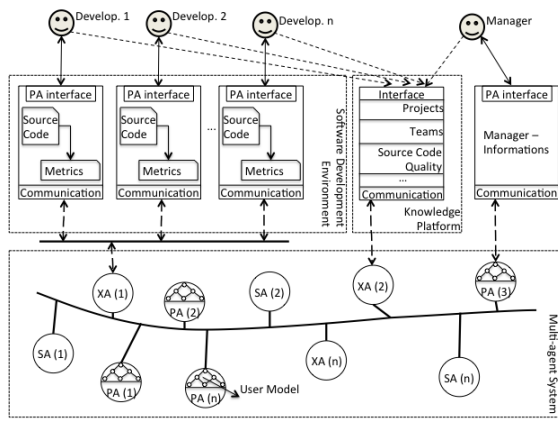 Develop. 1
Develop. 2
Develop. n
Manager
PA interface
PA interface
PA interface
Interface
PA interface
Projects
Source
Code
Source
Code
...
Source
Code
Teams
Manager –
Informations
Source Code
Quality
Metrics
Metrics
Metrics
...
Communication
Communication
Communication
Communication
Communication
Software Development
Environment
Knowledge
Platform
XA (1)
PA (2)
SA (2)
XA (2)
PA (3)
SA (1)
PA (1)
PA (n)
User Model
XA (n)
SA (n)
Multi-agent System